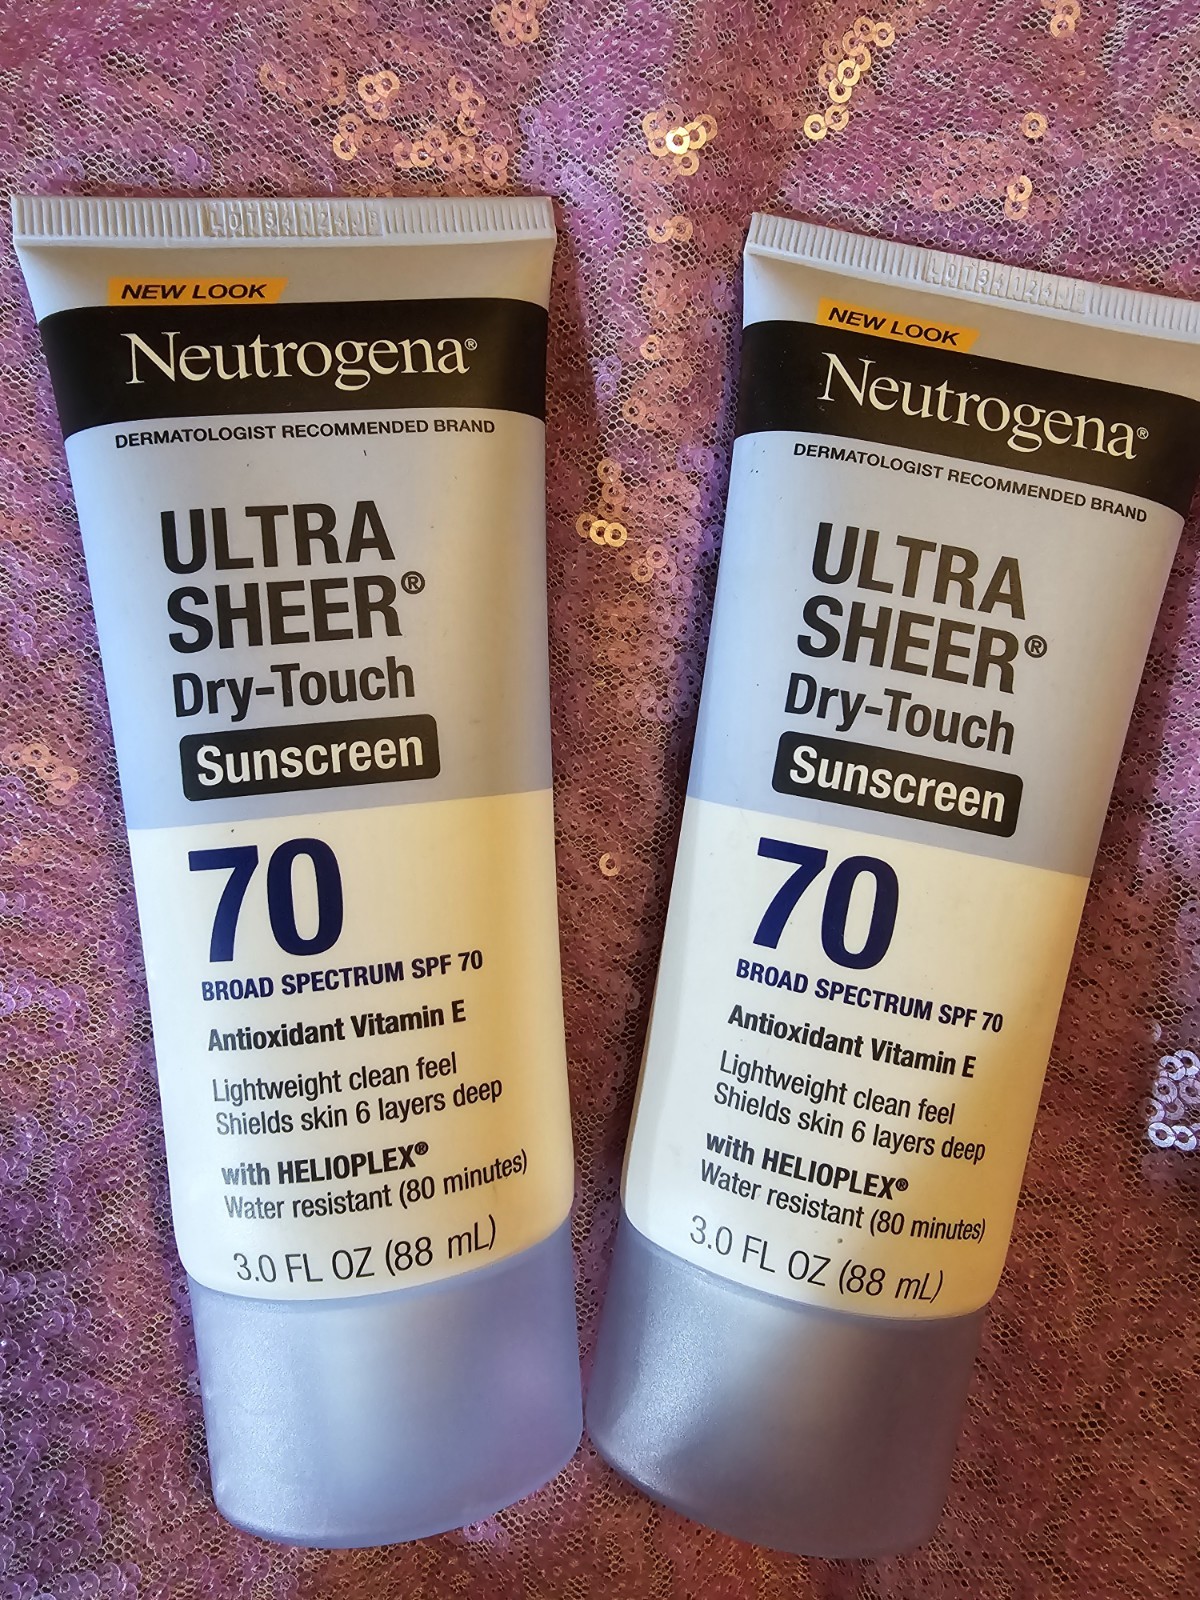 NEW LOOK
Neutrogena®
DERMATOLOGIST RECOMMENDED BRAND
ULTRA
SHEER®
Dry-Touch
Sunscreen
70
BROAD SPECTRUM SPF 70
Antioxidant Vitamin E
Lightweight clean feel
Shields skin 6 layers deep
with HELIOPLEX®
Water resistant (80 minutes)
3.0 FL OZ (88 mL)
NEW LOOK
Neutrogena®
DERMATOLOGIST RECOMMENDED BRAND
ULTRA
SHEER®
Dry-Touch
Sunscreen
70
BROAD SPECTRUM SPF 70
Antioxidant Vitamin E
Lightweight clean feel
Shields skin 6 layers deep
with HELIOPLEX®
Water resistant (80 minutes)
3.0 FL OZ (88 mL)